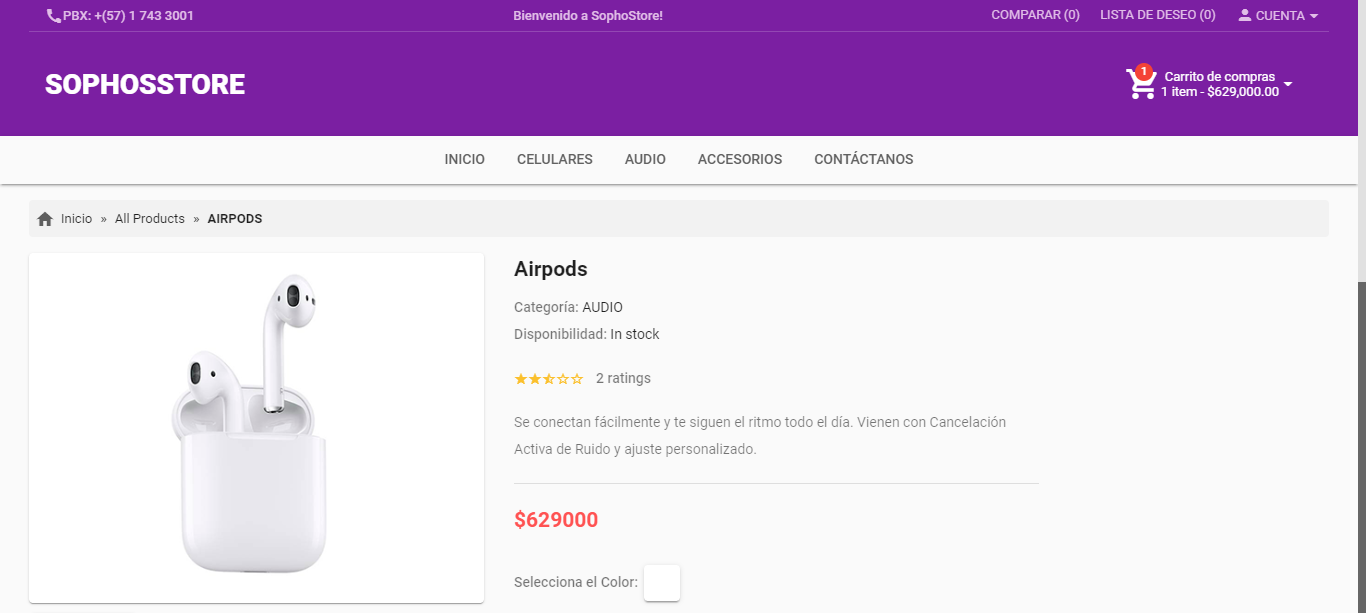 PBX: +(57) 1 743 3001
Bienvenido a SophoStore!
COMPARAR (0)
LISTA DE DESEO (0)
CUENTA
SOPHOSSTORE
1
Carrito de compras
1 item - $629,000.00
INICIO
CELULARES
AUDIO
ACCESORIOS
CONTÁCTANOS
Inicio » All Products » AIRPODS
Airpods
Categoría: AUDIO
Disponibilidad: In stock
2 ratings
Se conectan fácilmente y te siguen el ritmo todo el día. Vienen con Cancelación
Activa de Ruido y ajuste personalizado.
$629000
Selecciona el Color: